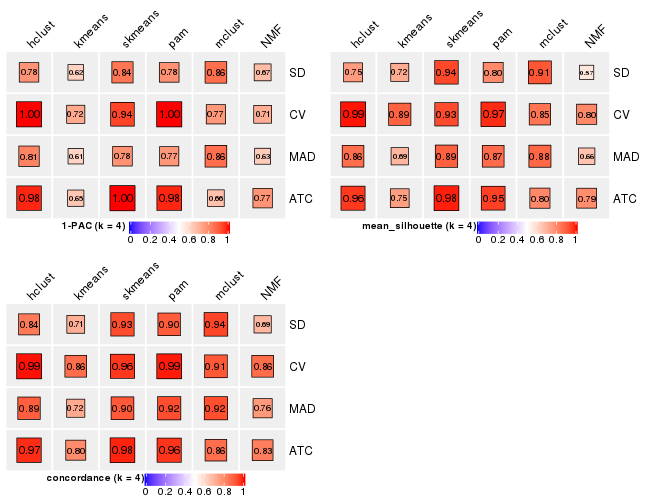 hclust kmeans skmeans pam mclust NMF
0.78 0.62 0.84 0.78 0.86 0.67 SD
1.00 0.72 0.94 1.00 0.77 0.71 CV
0.81 0.61 0.78 0.77 0.86 0.63 MAD
0.98 0.65 1.00 0.98 0.66 0.77 ATC
1-PAC (k = 4)
0 0.2 0.4 0.6 0.8 1
hclust kmeans skmeans pam mclust NMF
0.75 0.72 0.94 0.80 0.91 0.57 SD
0.99 0.89 0.93 0.97 0.85 0.80 CV
0.86 0.69 0.89 0.87 0.88 0.66 MAD
0.96 0.75 0.98 0.95 0.80 0.79 ATC
mean_silhouette (k = 4)
0 0.2 0.4 0.6 0.8 1
hclust kmeans skmeans pam mclust NMF
0.84 0.71 0.93 0.90 0.94 0.69 SD
0.99 0.86 0.96 0.99 0.91 0.86 CV
0.89 0.72 0.90 0.92 0.92 0.76 MAD
0.97 0.80 0.98 0.96 0.86 0.83 ATC
concordance (k = 4)
0 0.2 0.4 0.6 0.8 1